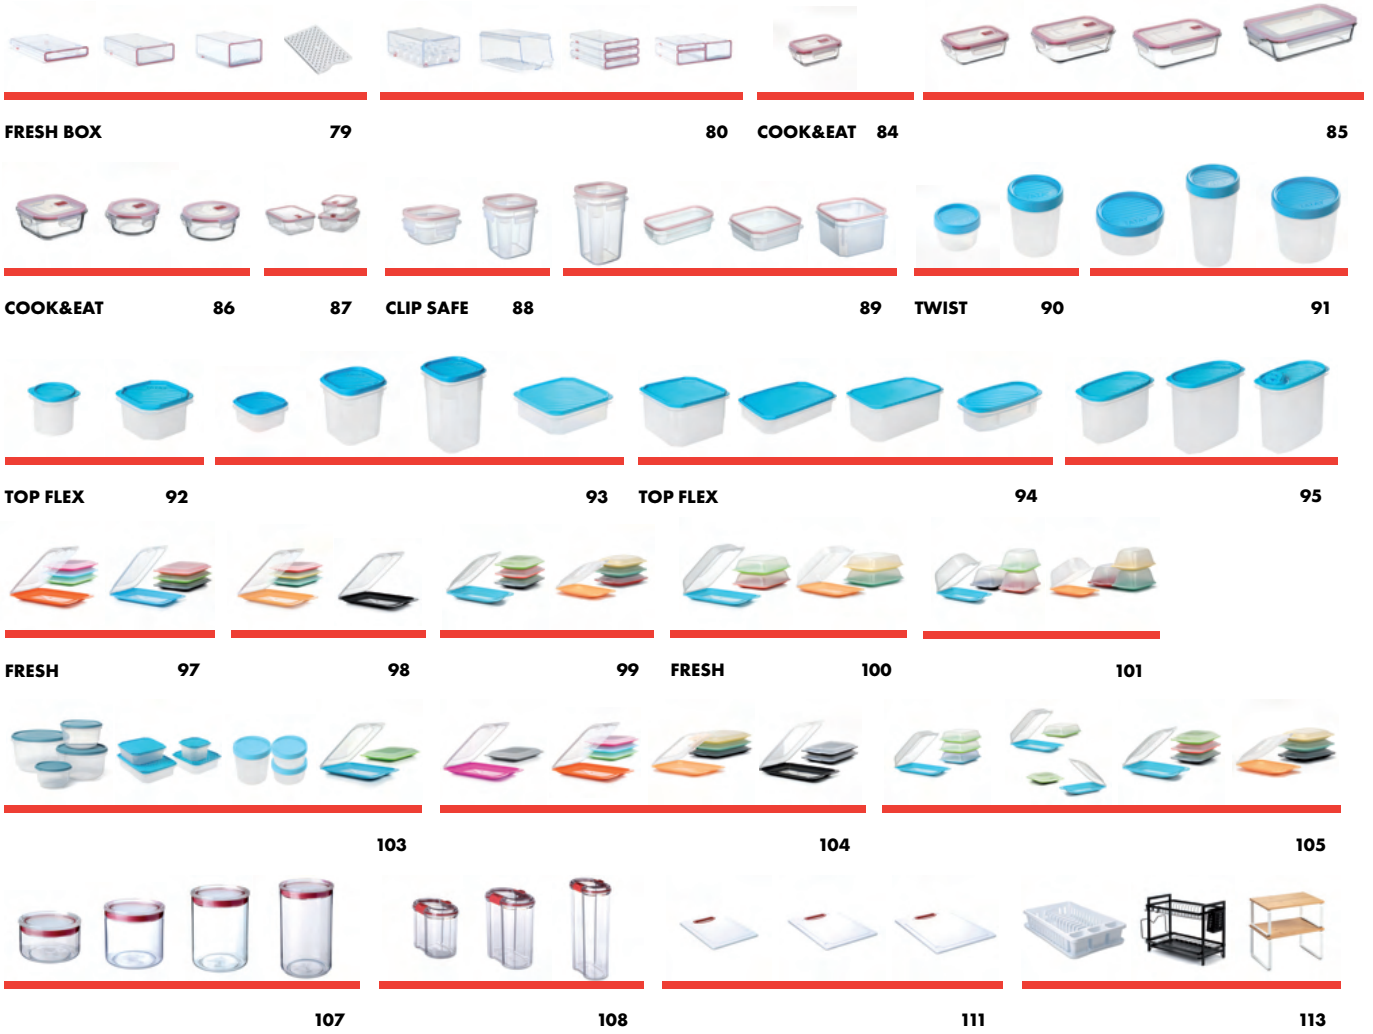 FRESH BOX 79 80 COOK&EAT 84 85
COOK&EAT 86 87 CLIP SAFE 88 89 TWIST 90 91
TOP FLEX 92 93 TOP FLEX 94 95
FRESH 97 98 99 FRESH 100 101
103 104 105
107 108 111 113